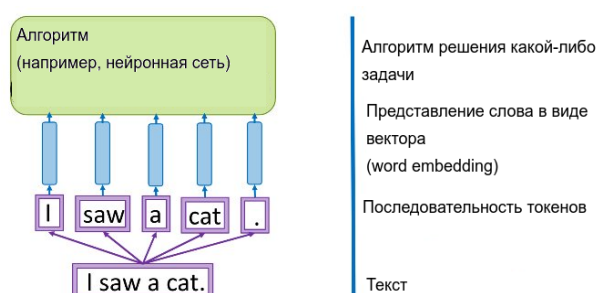 Алгоритм
(например, нейронная сеть)
Алгоритм решения какой-либо
задачи
Представление слова в виде
вектора
(word embedding)
I saw a cat .
Последовательность токенов
I saw a cat.
Текст